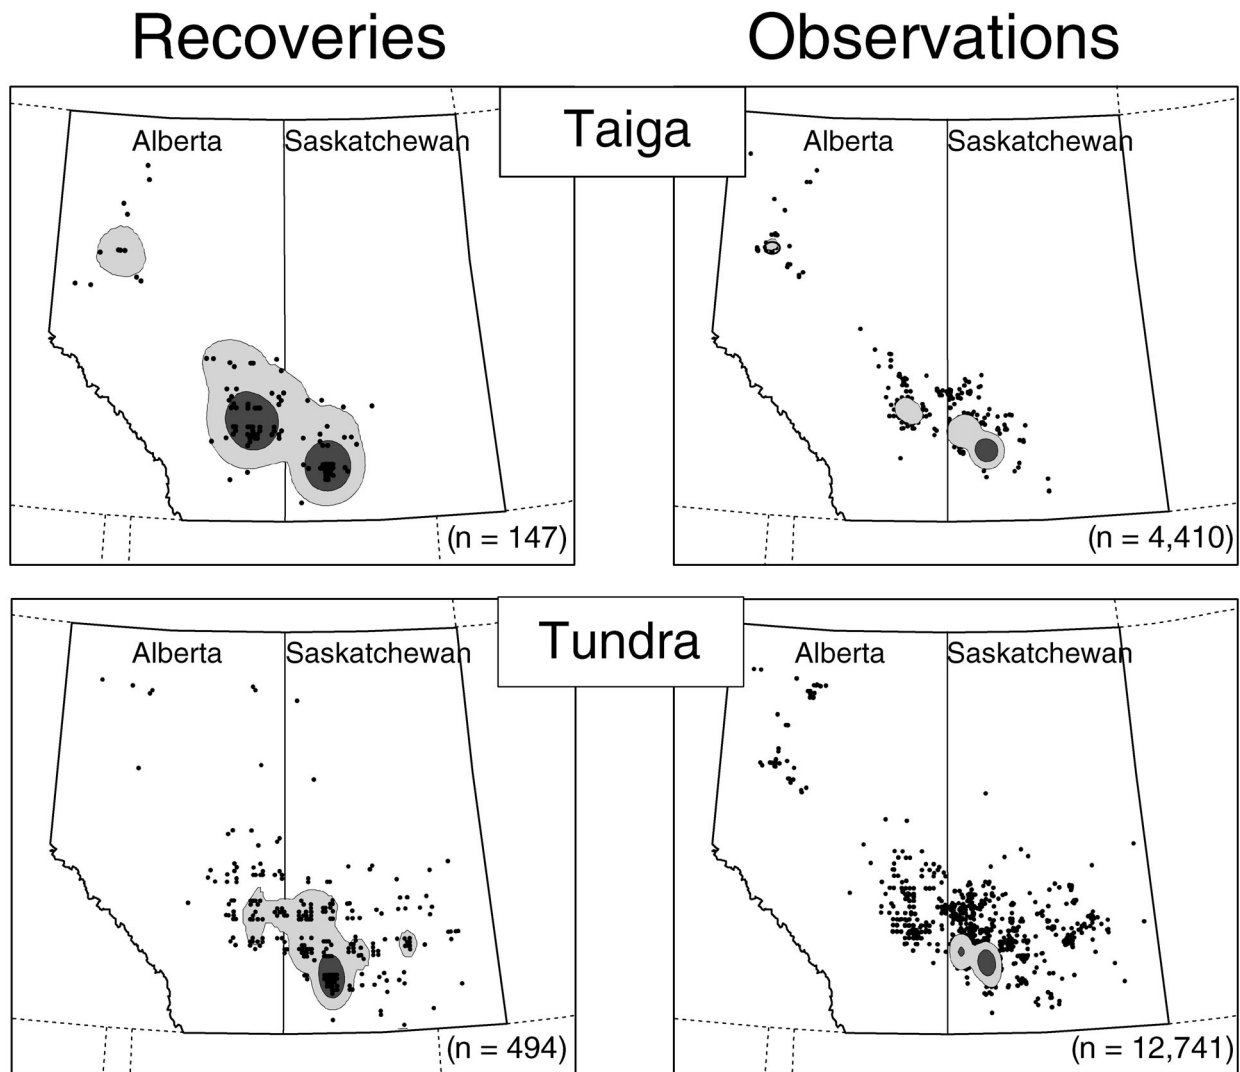 Recoveries
Observations
Taiga
Alberta
Saskatchewan
(n = 147)
Alberta
Saskatchewan
(n = 4,410)
Tundra
Alberta
Saskatchewan
(n = 494)
Alberta
Saskatchewan
(n = 12,741)